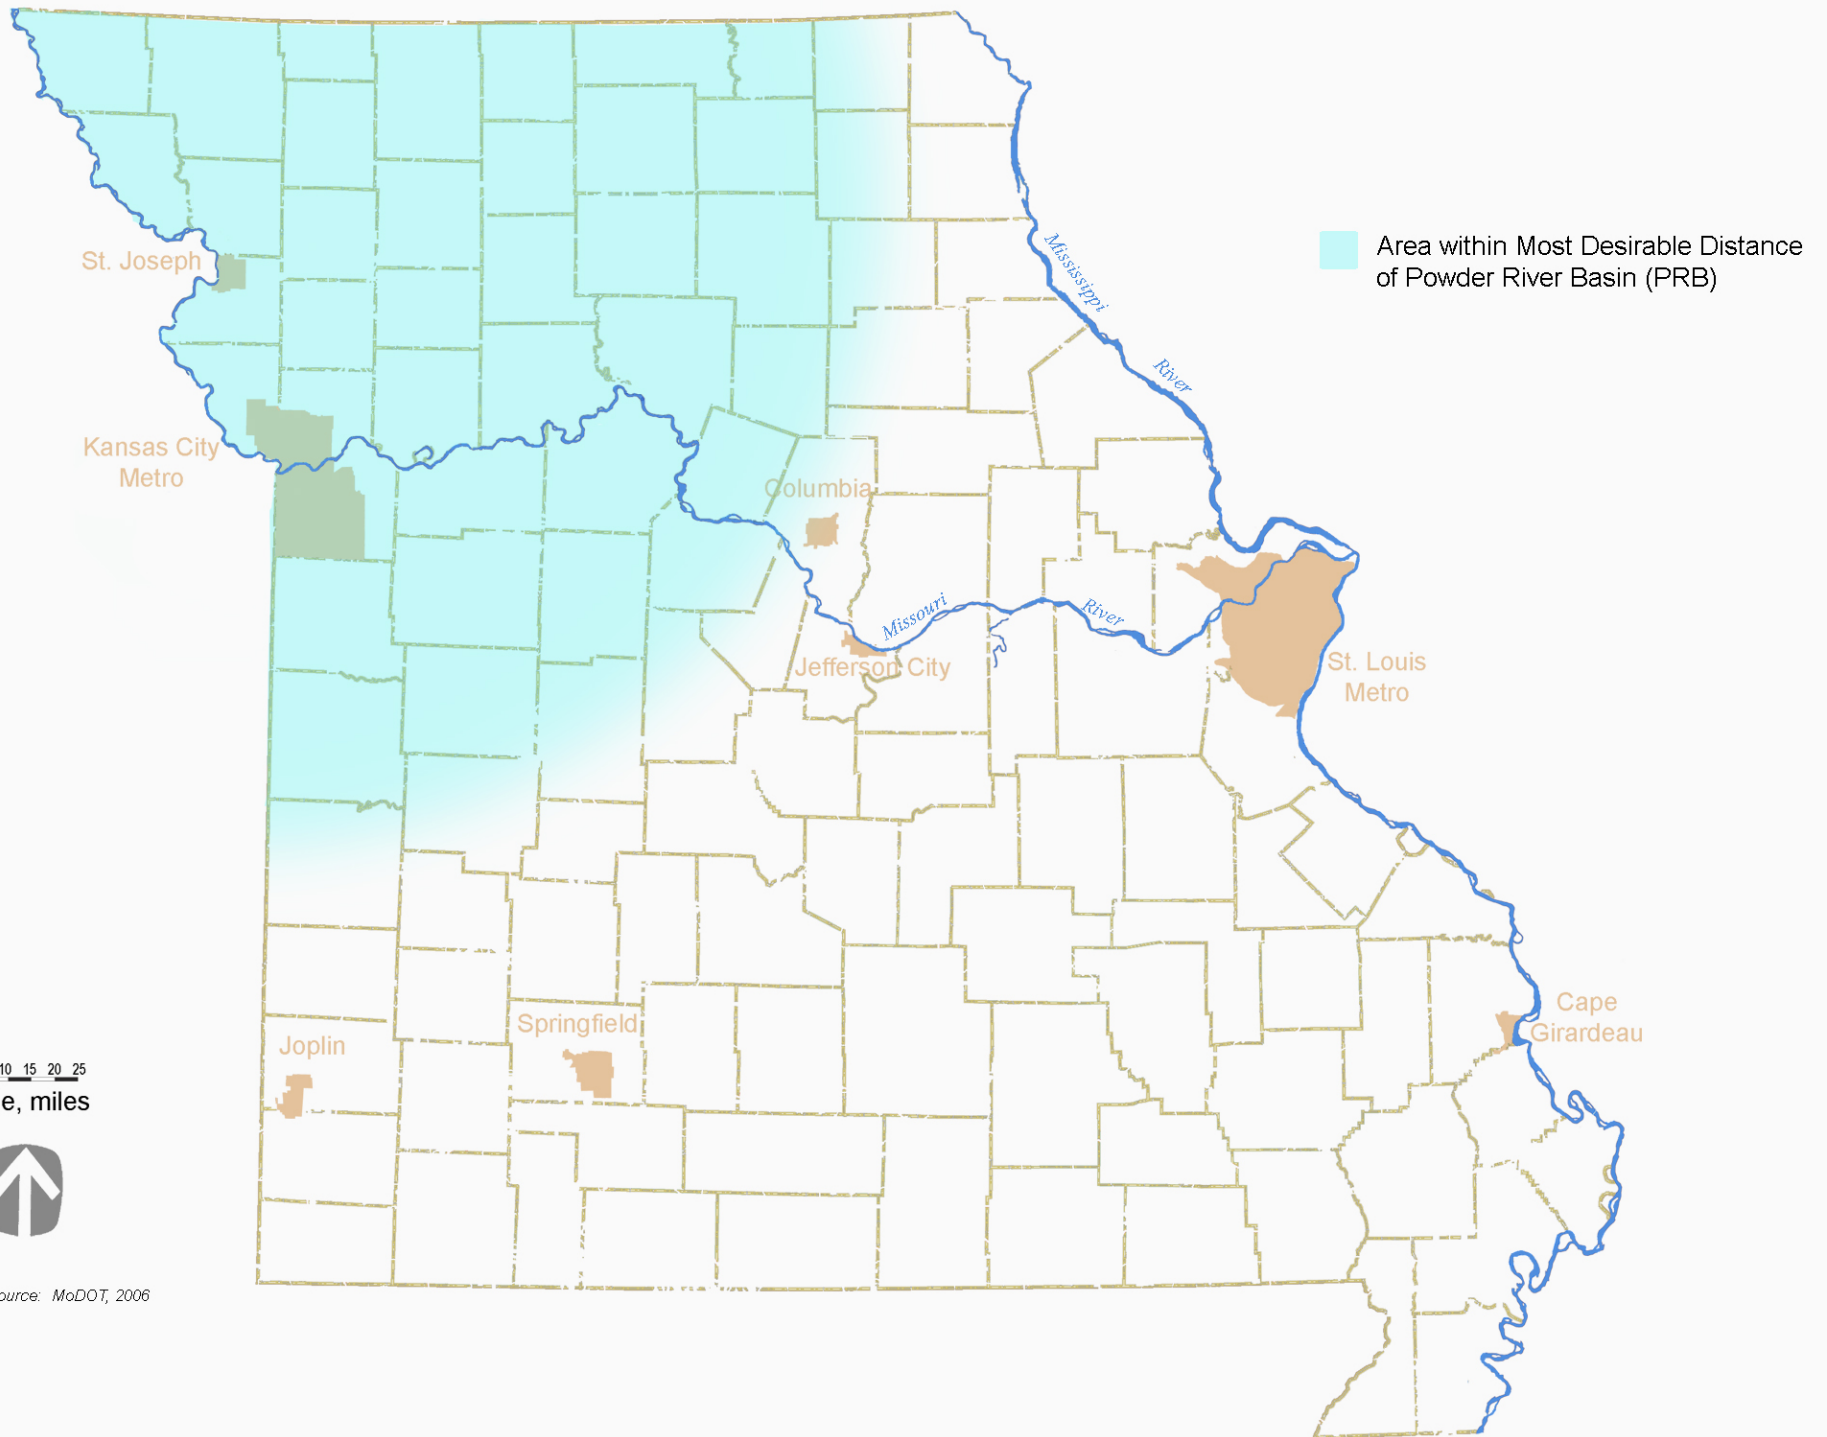 Mississippi
River
St. Joseph
Area within Most Desirable Distance
of Powder River Basin (PRB)
Kansas City
Metro
Columbia
Missouri
River
Jefferson City
St. Louis
Metro
Cape
Girardeau
Springfield
Joplin
10 15 20 25
e, miles
ource: MoDOT, 2006